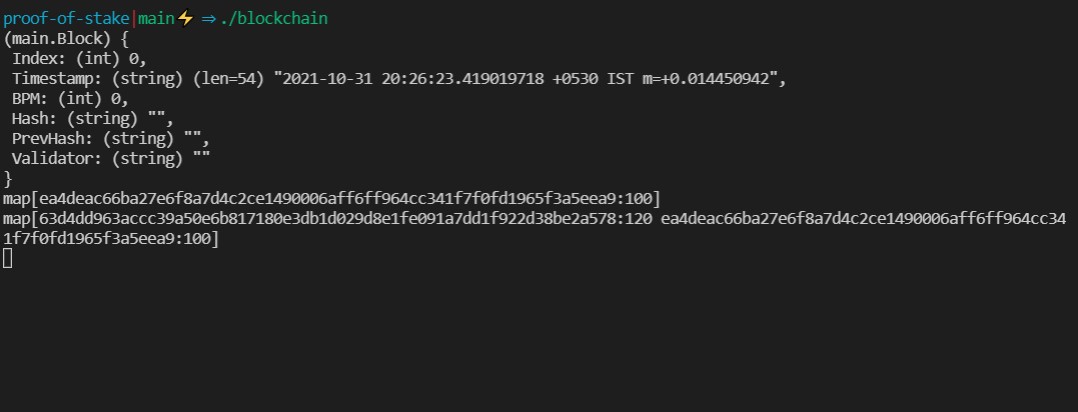 proof-of-stake|main⚡ ⇒ ./blockchain
(main.Block) {
 Index: (int) 0,
 Timestamp: (string) (len=54) "2021-10-31 20:26:23.419019718 +0530 IST m=+0.014450942",
 BPM: (int) 0,
 Hash: (string) "",
 PrevHash: (string) "",
 Validator: (string) ""
}
map[ea4deac66ba27e6f8a7d4c2ce1490006aff6ff964cc341f7f0fd1965f3a5eea9:100]
map[63d4dd963accc39a50e6b817180e3db1d029d8e1fe091a7dd1f922d38be2a578:120 ea4deac66ba27e6f8a7d4c2ce1490006aff6ff964cc34
1f7f0fd1965f3a5eea9:100]